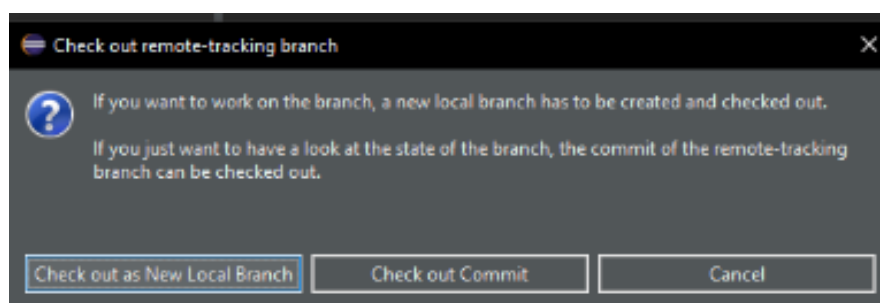 Check out remote-tracking branch
If you want to work on the branch, a new local branch has to be created and checked out.
If you just want to have a look at the state of the branch, the commit of the remote-tracking
branch can be checked out.
Check out as New Local Branch Check out Commit Cancel